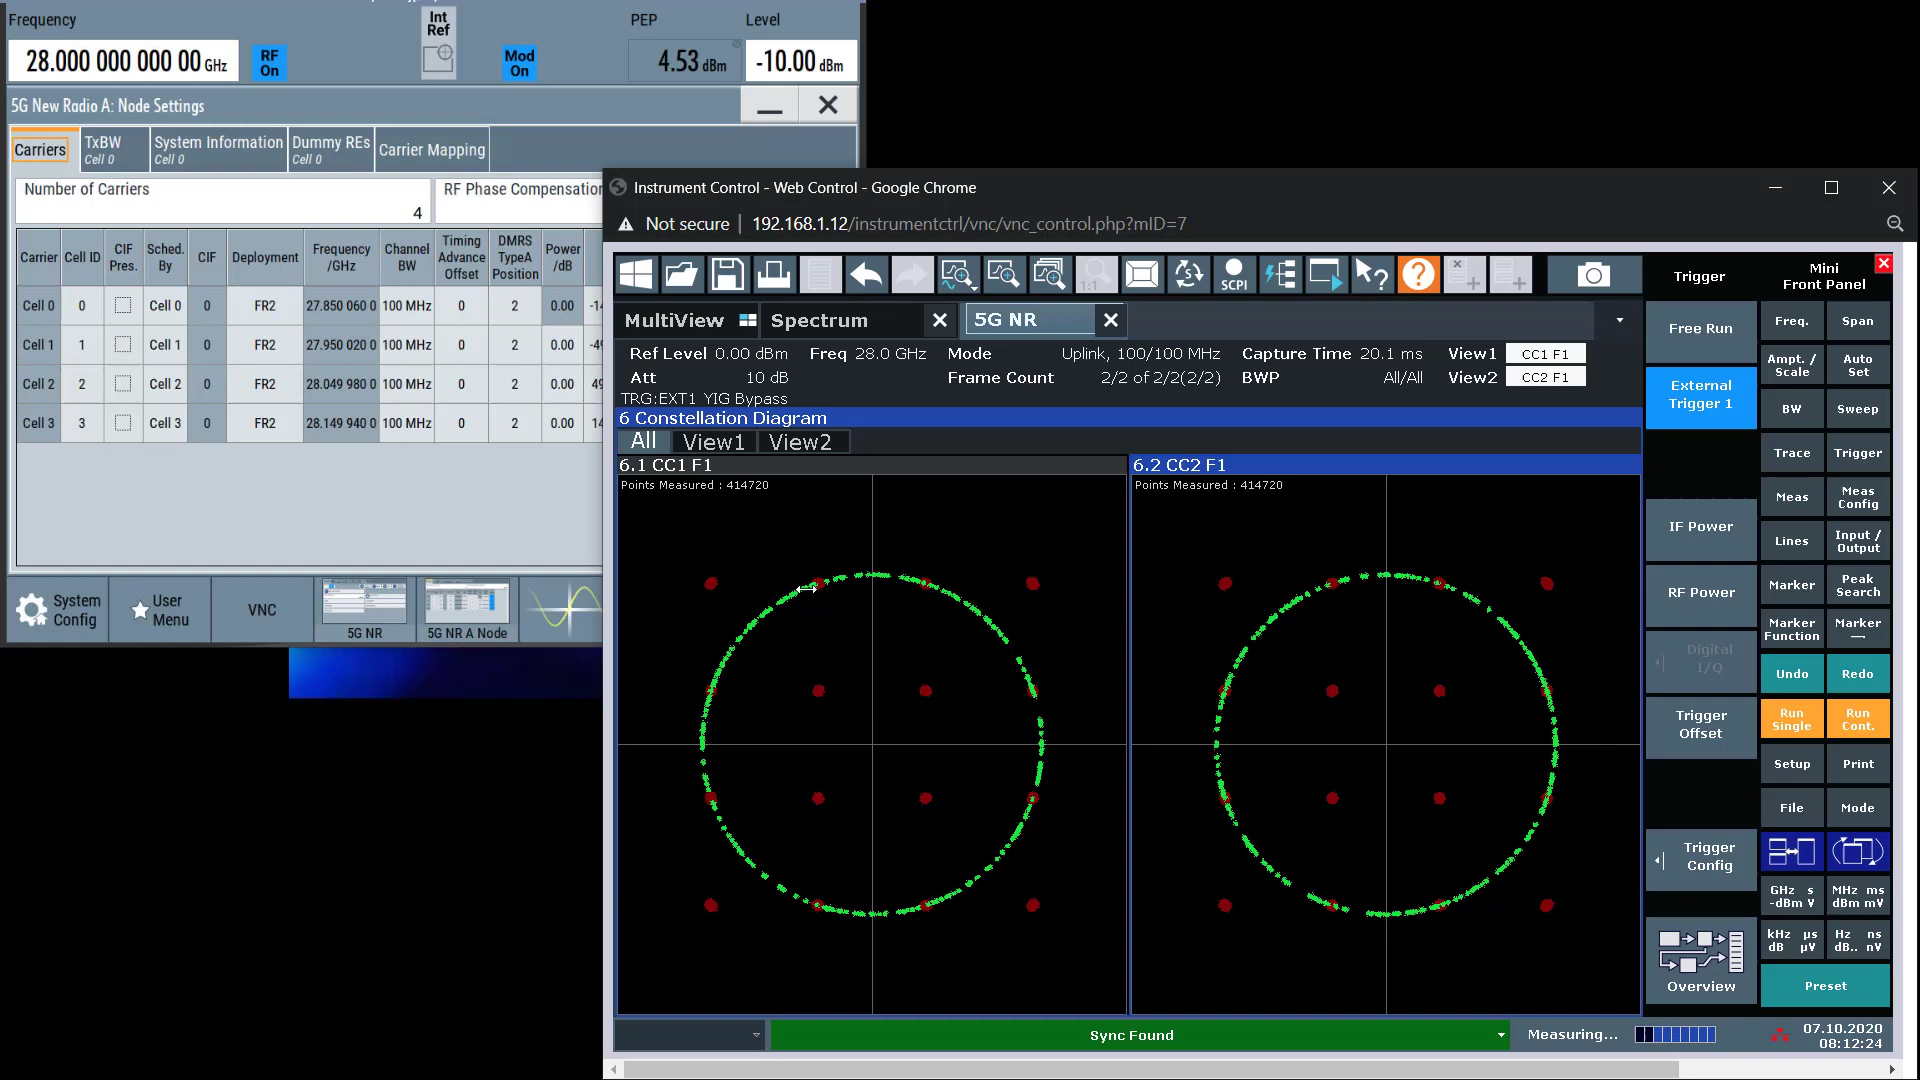 Frequency
28.000 000 000 00 GHz
RF
On
Int
Ref
Mod
On
PEP
4.53 dBm
Level
-10.00 dBm
5G New Radio A: Node Settings
Carriers
TxBW
Cell 0
System Information
Cell 0
Dummy REs
Cell 0
Carrier Mapping
Number of Carriers
4
RF Phase Compensation
Carrier Cell ID CIF Pres. Sched. By CIF Deployment Frequency /GHz Channel BW Timing Advance Offset DMRS TypeA Position Power /dB
Cell 0 0 Cell 0 0 FR2 27.850 060 0 100 MHz 0 2 0.00 -14
Cell 1 1 Cell 1 0 FR2 27.950 020 0 100 MHz 0 2 0.00 -49
Cell 2 2 Cell 2 0 FR2 28.049 980 0 100 MHz 0 2 0.00 49
Cell 3 3 Cell 3 0 FR2 28.149 940 0 100 MHz 0 2 0.00 14
System
Config
User
Menu
VNC
5G NR
5G NR A Node
Instrument Control - Web Control - Google Chrome
Not secure | 192.168.1.12/instrumentctrl/vnc/vnc_control.php?mID=7
1:1
SCPI
MultiView Spectrum 5G NR
Ref Level 0.00 dBm Freq 28.0 GHz Mode Uplink, 100/100 MHz Capture Time 20.1 ms View1 CC1 F1
Att 10 dB Frame Count 2/2 of 2/2(2/2) BWP All/All View2 CC2 F1
TRG:EXT1 YIG Bypass
6 Constellation Diagram
All View1 View2
6.1 CC1 F1
Points Measured : 414720
6.2 CC2 F1
Points Measured : 414720
Sync Found
Measuring...
07.10.2020
08:12:24
Trigger
Free Run
External
Trigger 1
IF Power
RF Power
Digital
I/Q
Trigger
Offset
Trigger
Config
Overview
Mini
Front Panel
Freq. Span
Ampt. /
Scale
Auto
Set
BW Sweep
Trace Trigger
Meas
Meas
Config
Lines
Input /
Output
Marker
Peak
Search
Marker
Function
Marker
Undo Redo
Run
Single
Run
Cont.
Setup Print
File Mode
GHz s
-dBm V
MHz ms
dBm mV
kHz µs
dB µV
Hz ns
dB.. nV
Preset